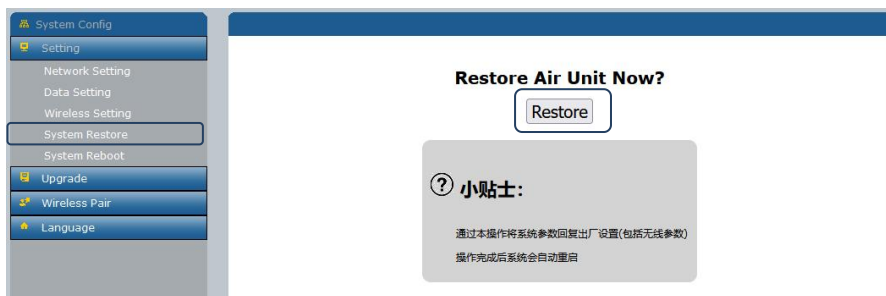 System Config
Setting
Network Setting
Data Setting
Wireless Setting
System Restore
System Reboot
Upgrade
Wireless Pair
Language
Restore Air Unit Now?
Restore
? 小贴士：
通过本操作将系统参数回复出厂设置(包括无线参数)
操作完成后系统会自动重启